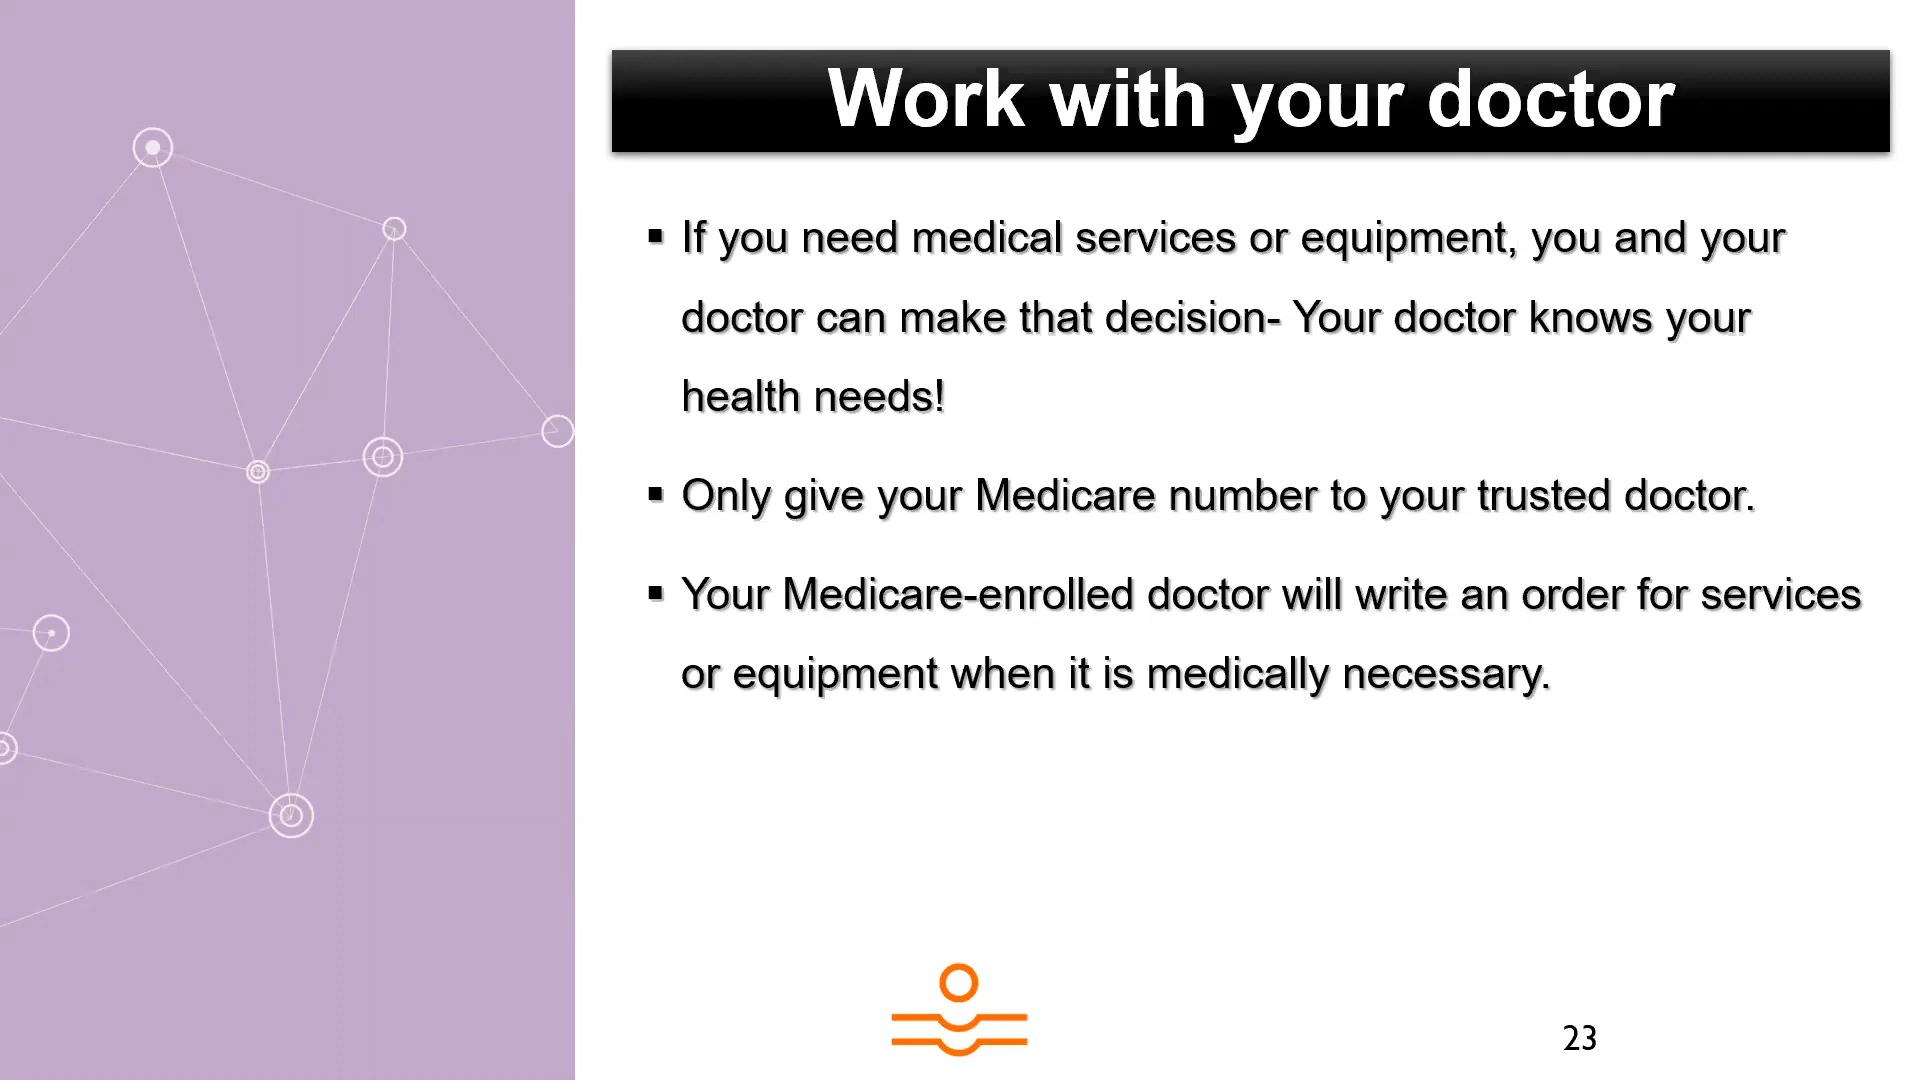 Work with your doctor
▪ If you need medical services or equipment, you and your
doctor can make that decision- Your doctor knows your
health needs!
▪ Only give your Medicare number to your trusted doctor.
▪ Your Medicare-enrolled doctor will write an order for services
or equipment when it is medically necessary.
23